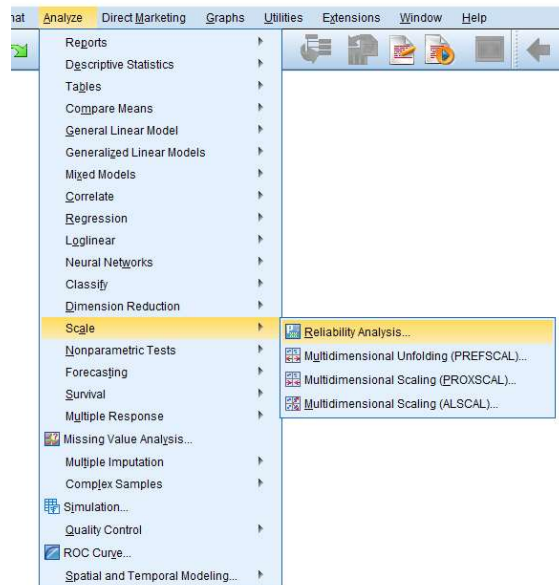 nat Analyze Direct Marketing Graphs Utilities Extensions Window Help
Reports
Descriptive Statistics
Tables
Compare Means
General Linear Model
Generalized Linear Models
Mixed Models
Correlate
Regression
Loglinear
Neural Networks
Classify
Dimension Reduction
Scale
Reliability Analysis...
Nonparametric Tests
Multidimensional Unfolding (PREFSCAL)...
Forecasting
Multidimensional Scaling (PROXSCAL)...
Survival
Multidimensional Scaling (ALSCAL)...
Multiple Response
Missing Value Analysis...
Multiple Imputation
Complex Samples
Simulation...
Quality Control
ROC Curve...
Spatial and Temporal Modeling...